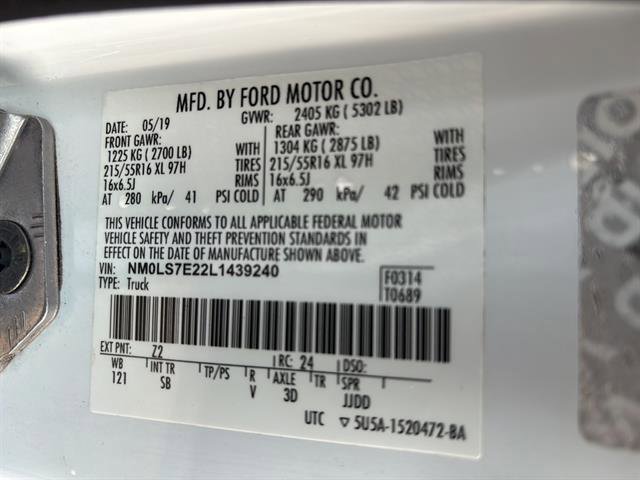 MFD. BY FORD MOTOR CO.
DATE: 05/19 GVWR: 2405 KG ( 5302 LB)
FRONT GAWR: REAR GAWR:
1225 KG ( 2700 LB) WITH 1304 KG ( 2875 LB) WITH
215/55R16 XL 97H TIRES 215/55R16 XL 97H TIRES
16x6.5J RIMS 16x6.5J RIMS
AT 280 kPa/ 41 PSI COLD AT 290 kPa/ 42 PSI COLD
THIS VEHICLE CONFORMS TO ALL APPLICABLE FEDERAL MOTOR
VEHICLE SAFETY AND THEFT PREVENTION STANDARDS IN
EFFECT ON THE DATE OF MANUFACTURE SHOWN ABOVE.
VIN: NM0LS7E22L1439240 F0314
TYPE: Truck T0689
EXT PNT: Z2 RC: 24 DSO:
WB INT TR TP/PS R AXLE TR SPR
121 SB V 3D JJDD
UTC ▽ 5U5A-1520472-BA